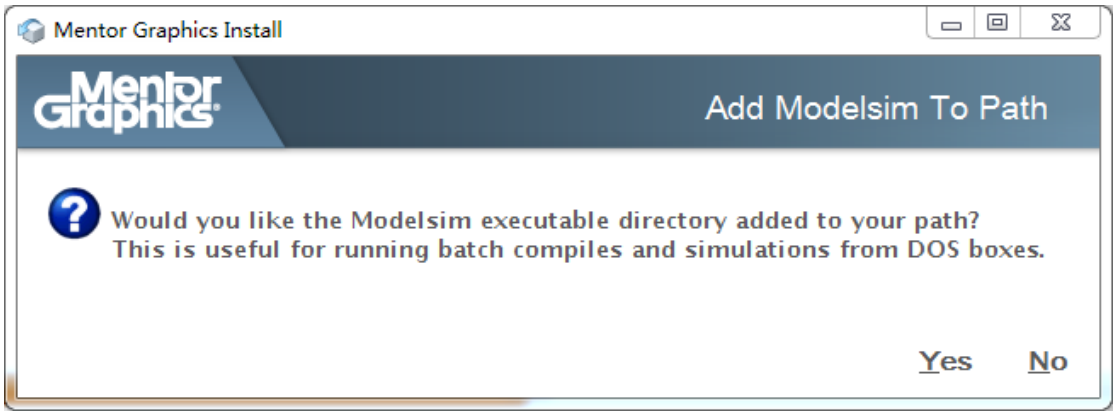 Mentor Graphics Install
Mentor
Graphics
Add Modelsim To Path
Would you like the Modelsim executable directory added to your path?
This is useful for running batch compiles and simulations from DOS boxes.
Yes No